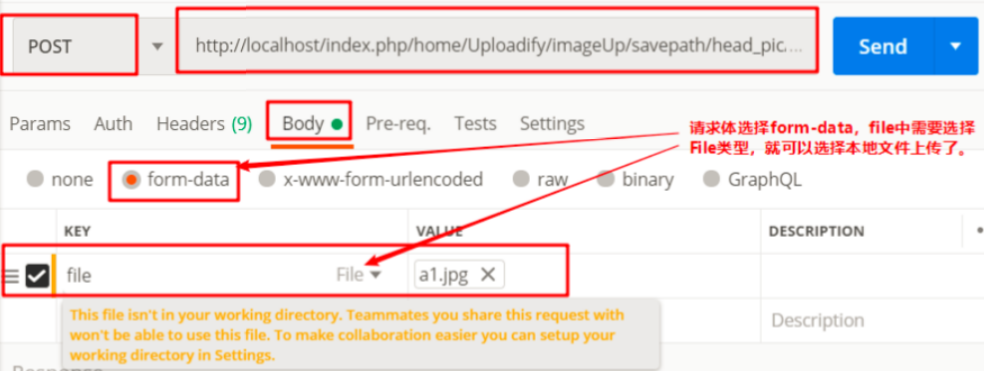 POST
http://localhost/index.php/home/Uploadify/imageUp/savepath/head_pic....
Send
Params Auth Headers (9) Body Pre-req. Tests Settings
请求体选择form-data，file中需要选择
File类型，就可以选择本地文件上传了。
none form-data x-www-form-urlencoded raw binary GraphQL
KEY VALUE DESCRIPTION
file File a1.jpg
This file isn't in your working directory. Teammates you share this request with
won't be able to use this file. To make collaboration easier you can setup your
working directory in Settings.
Description
Response